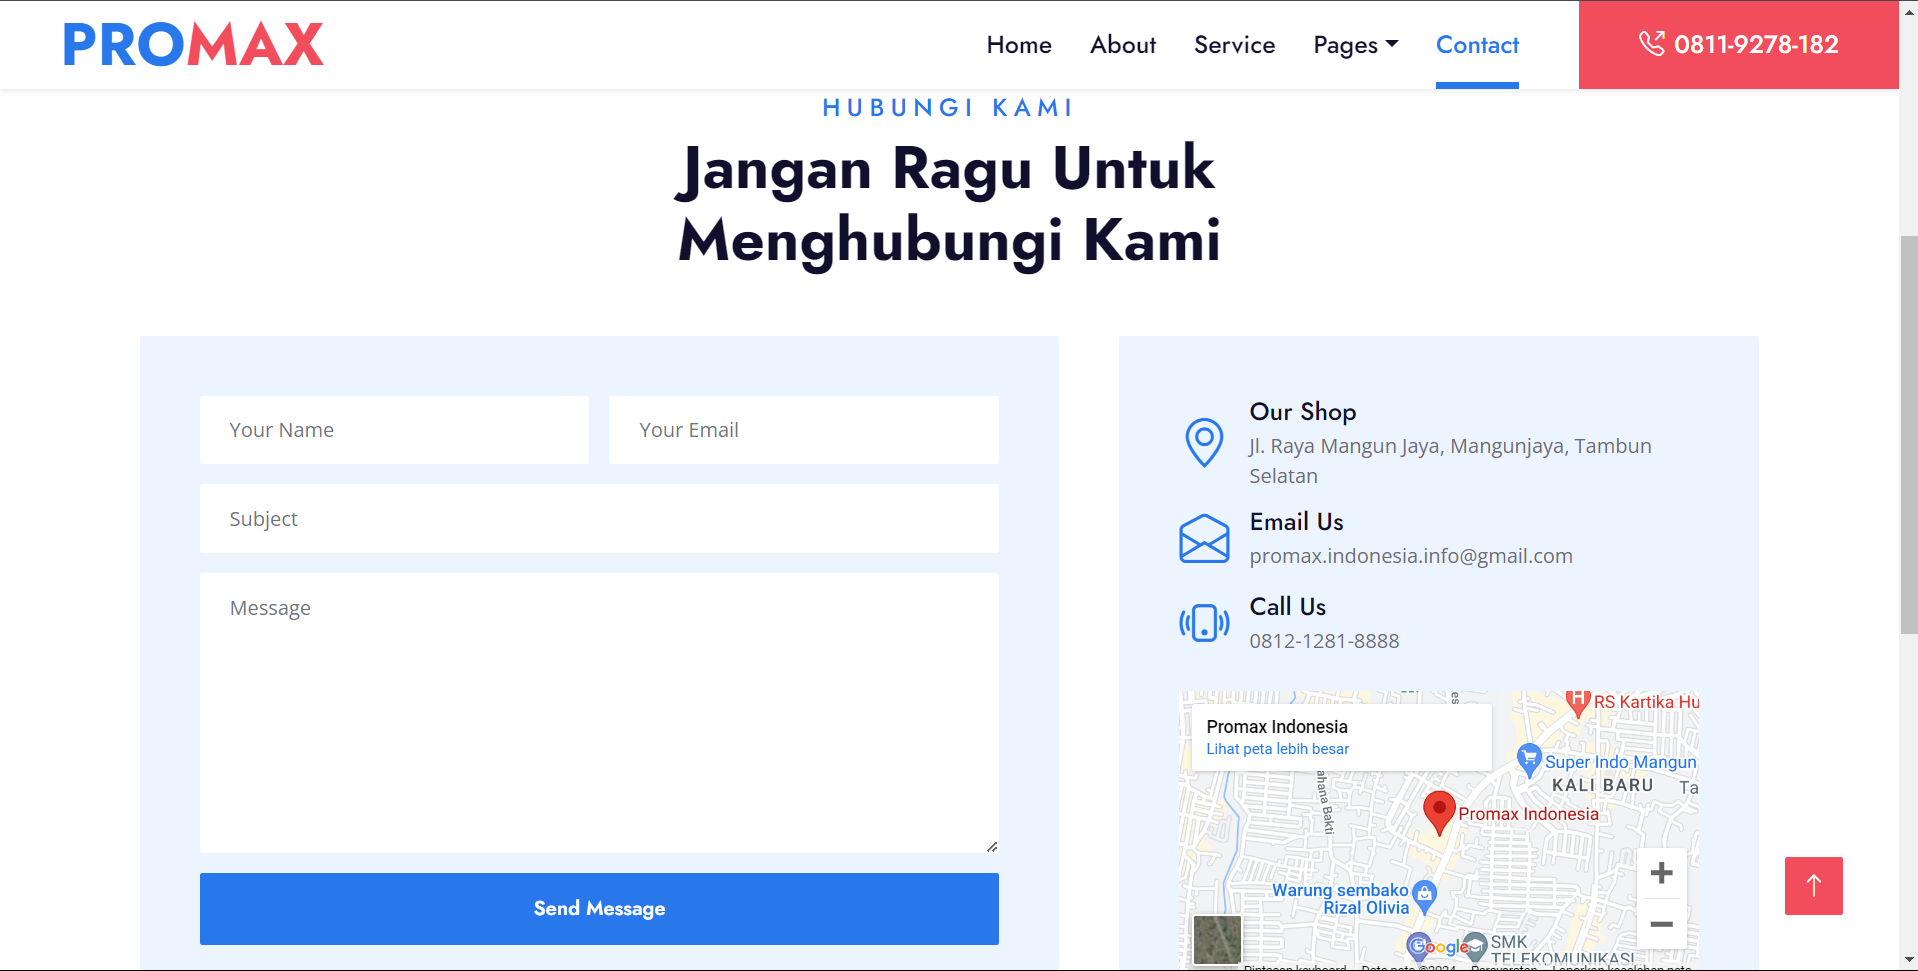 PROMAX
Home About Service Pages Contact
0811-9278-182
HUBUNGI KAMI
Jangan Ragu Untuk
Menghubungi Kami
Your Name
Your Email
Subject
Message
Send Message
Our Shop
Jl. Raya Mangun Jaya, Mangunjaya, Tambun
Selatan
Email Us
promax.indonesia.info@gmail.com
Call Us
0812-1281-8888
Promax Indonesia
Lihat peta lebih besar
RS Kartika Hu
Super Indo Mangun
KALI BARU
Ta
ahana Bakti
Promax Indonesia
Warung sembako
Rizal Olivia
Google
SMK
TELEKOMUNIKASI